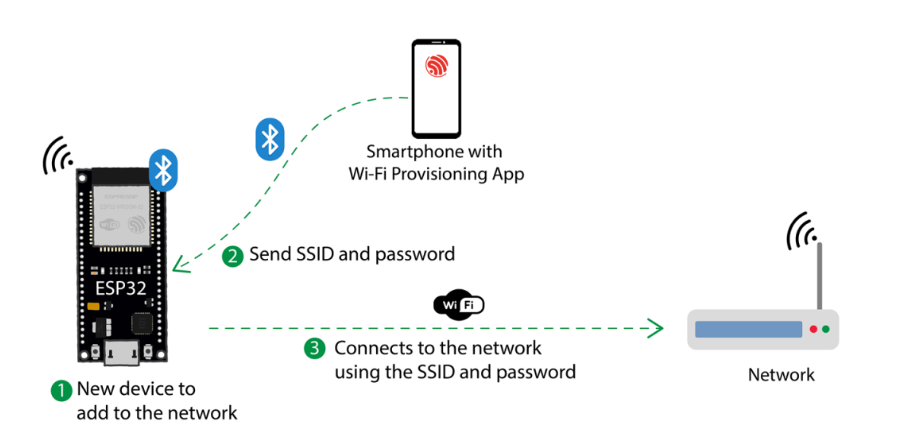 Smartphone with
Wi-Fi Provisioning App
2 Send SSID and password
ESP32
Wi Fi
3 Connects to the network
using the SSID and password
Network
1 New device to
add to the network